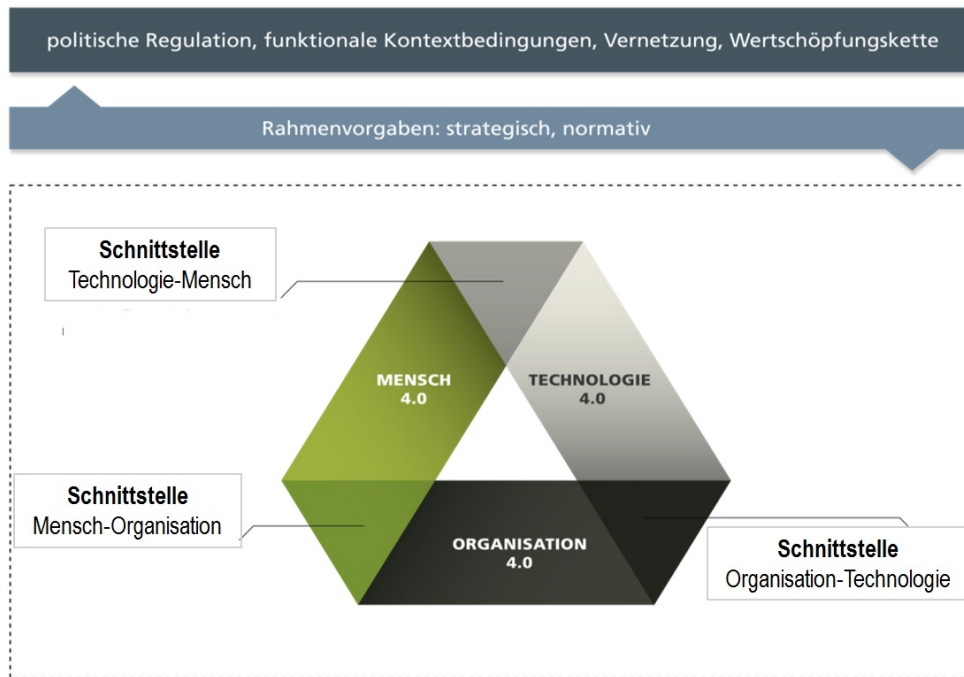 politische Regulation, funktionale Kontextbedingungen, Vernetzung, Wertschöpfungskette
Rahmenvorgaben: strategisch, normativ
Schnittstelle
Technologie-Mensch
MENSCH
4.0
TECHNOLOGIE
4.0
Schnittstelle
Mensch-Organisation
ORGANISATION
4.0
Schnittstelle
Organisation-Technologie